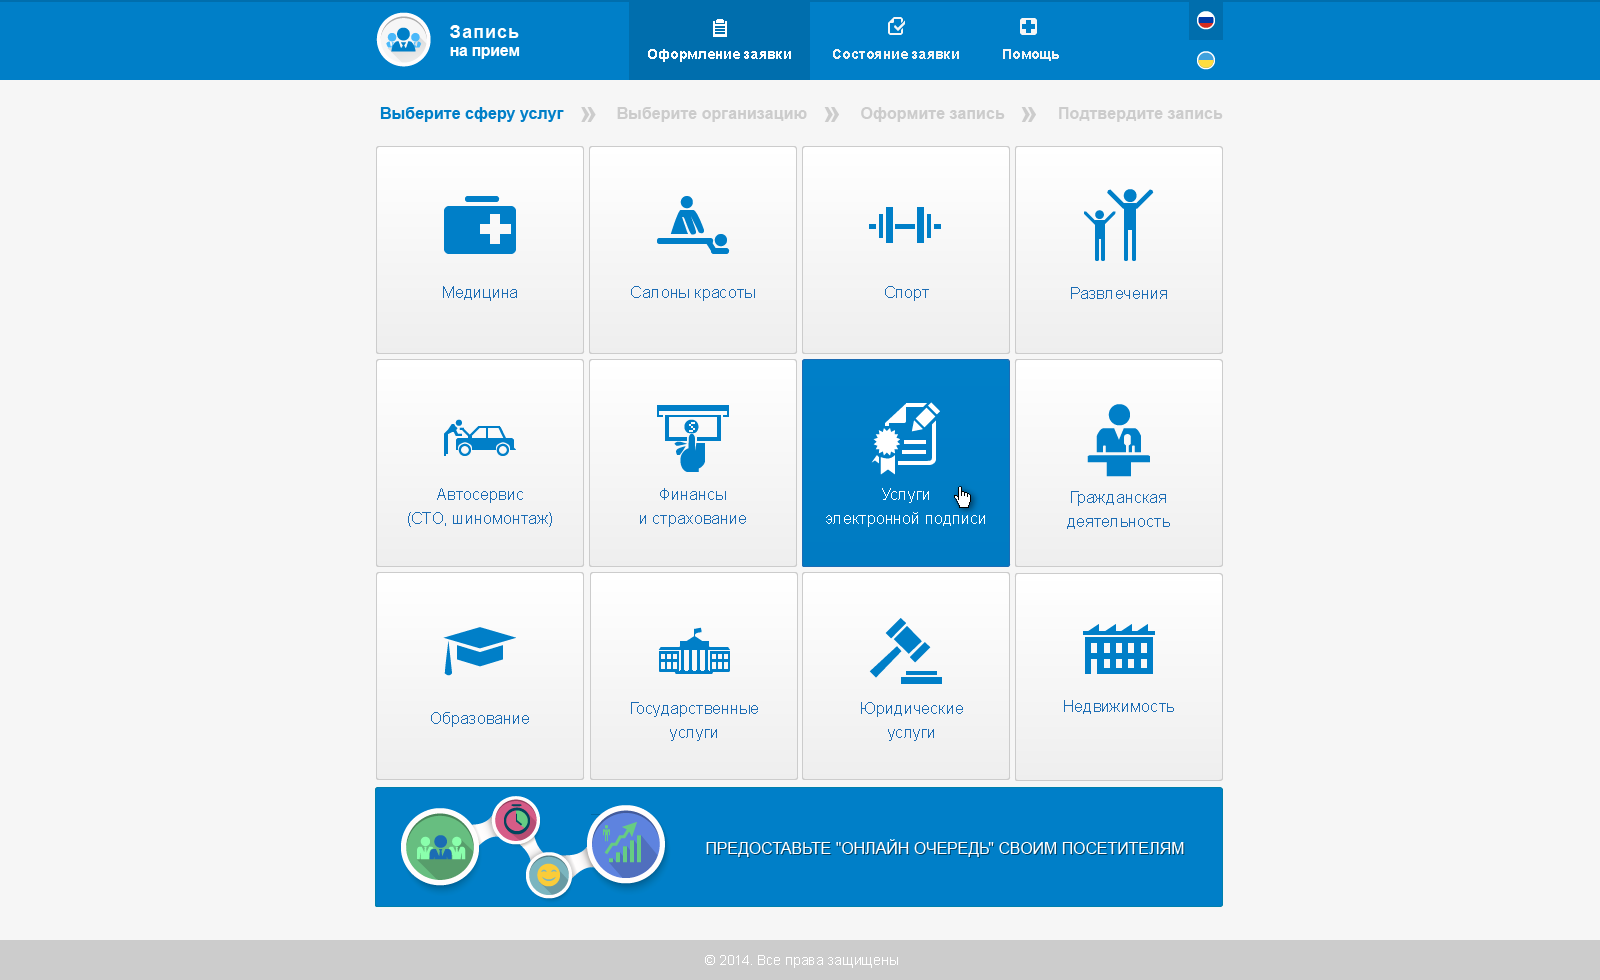 Запись
на прием
Оформление заявки
Состояние заявки
Помощь
Выберите сферу услуг » Выберите организацию » Оформите запись » Подтвердите запись
Медицина
Салоны красоты
Спорт
Развлечения
Автосервис
(СТО, шиномонтаж)
Финансы
и страхование
Услуги
электронной подписи
Гражданская
деятельность
Образование
Государственные
услуги
Юридические
услуги
Недвижимость
ПРЕДОСТАВЬТЕ "ОНЛАЙН ОЧЕРЕДЬ" СВОИМ ПОСЕТИТЕЛЯМ
© 2014. Все права защищены